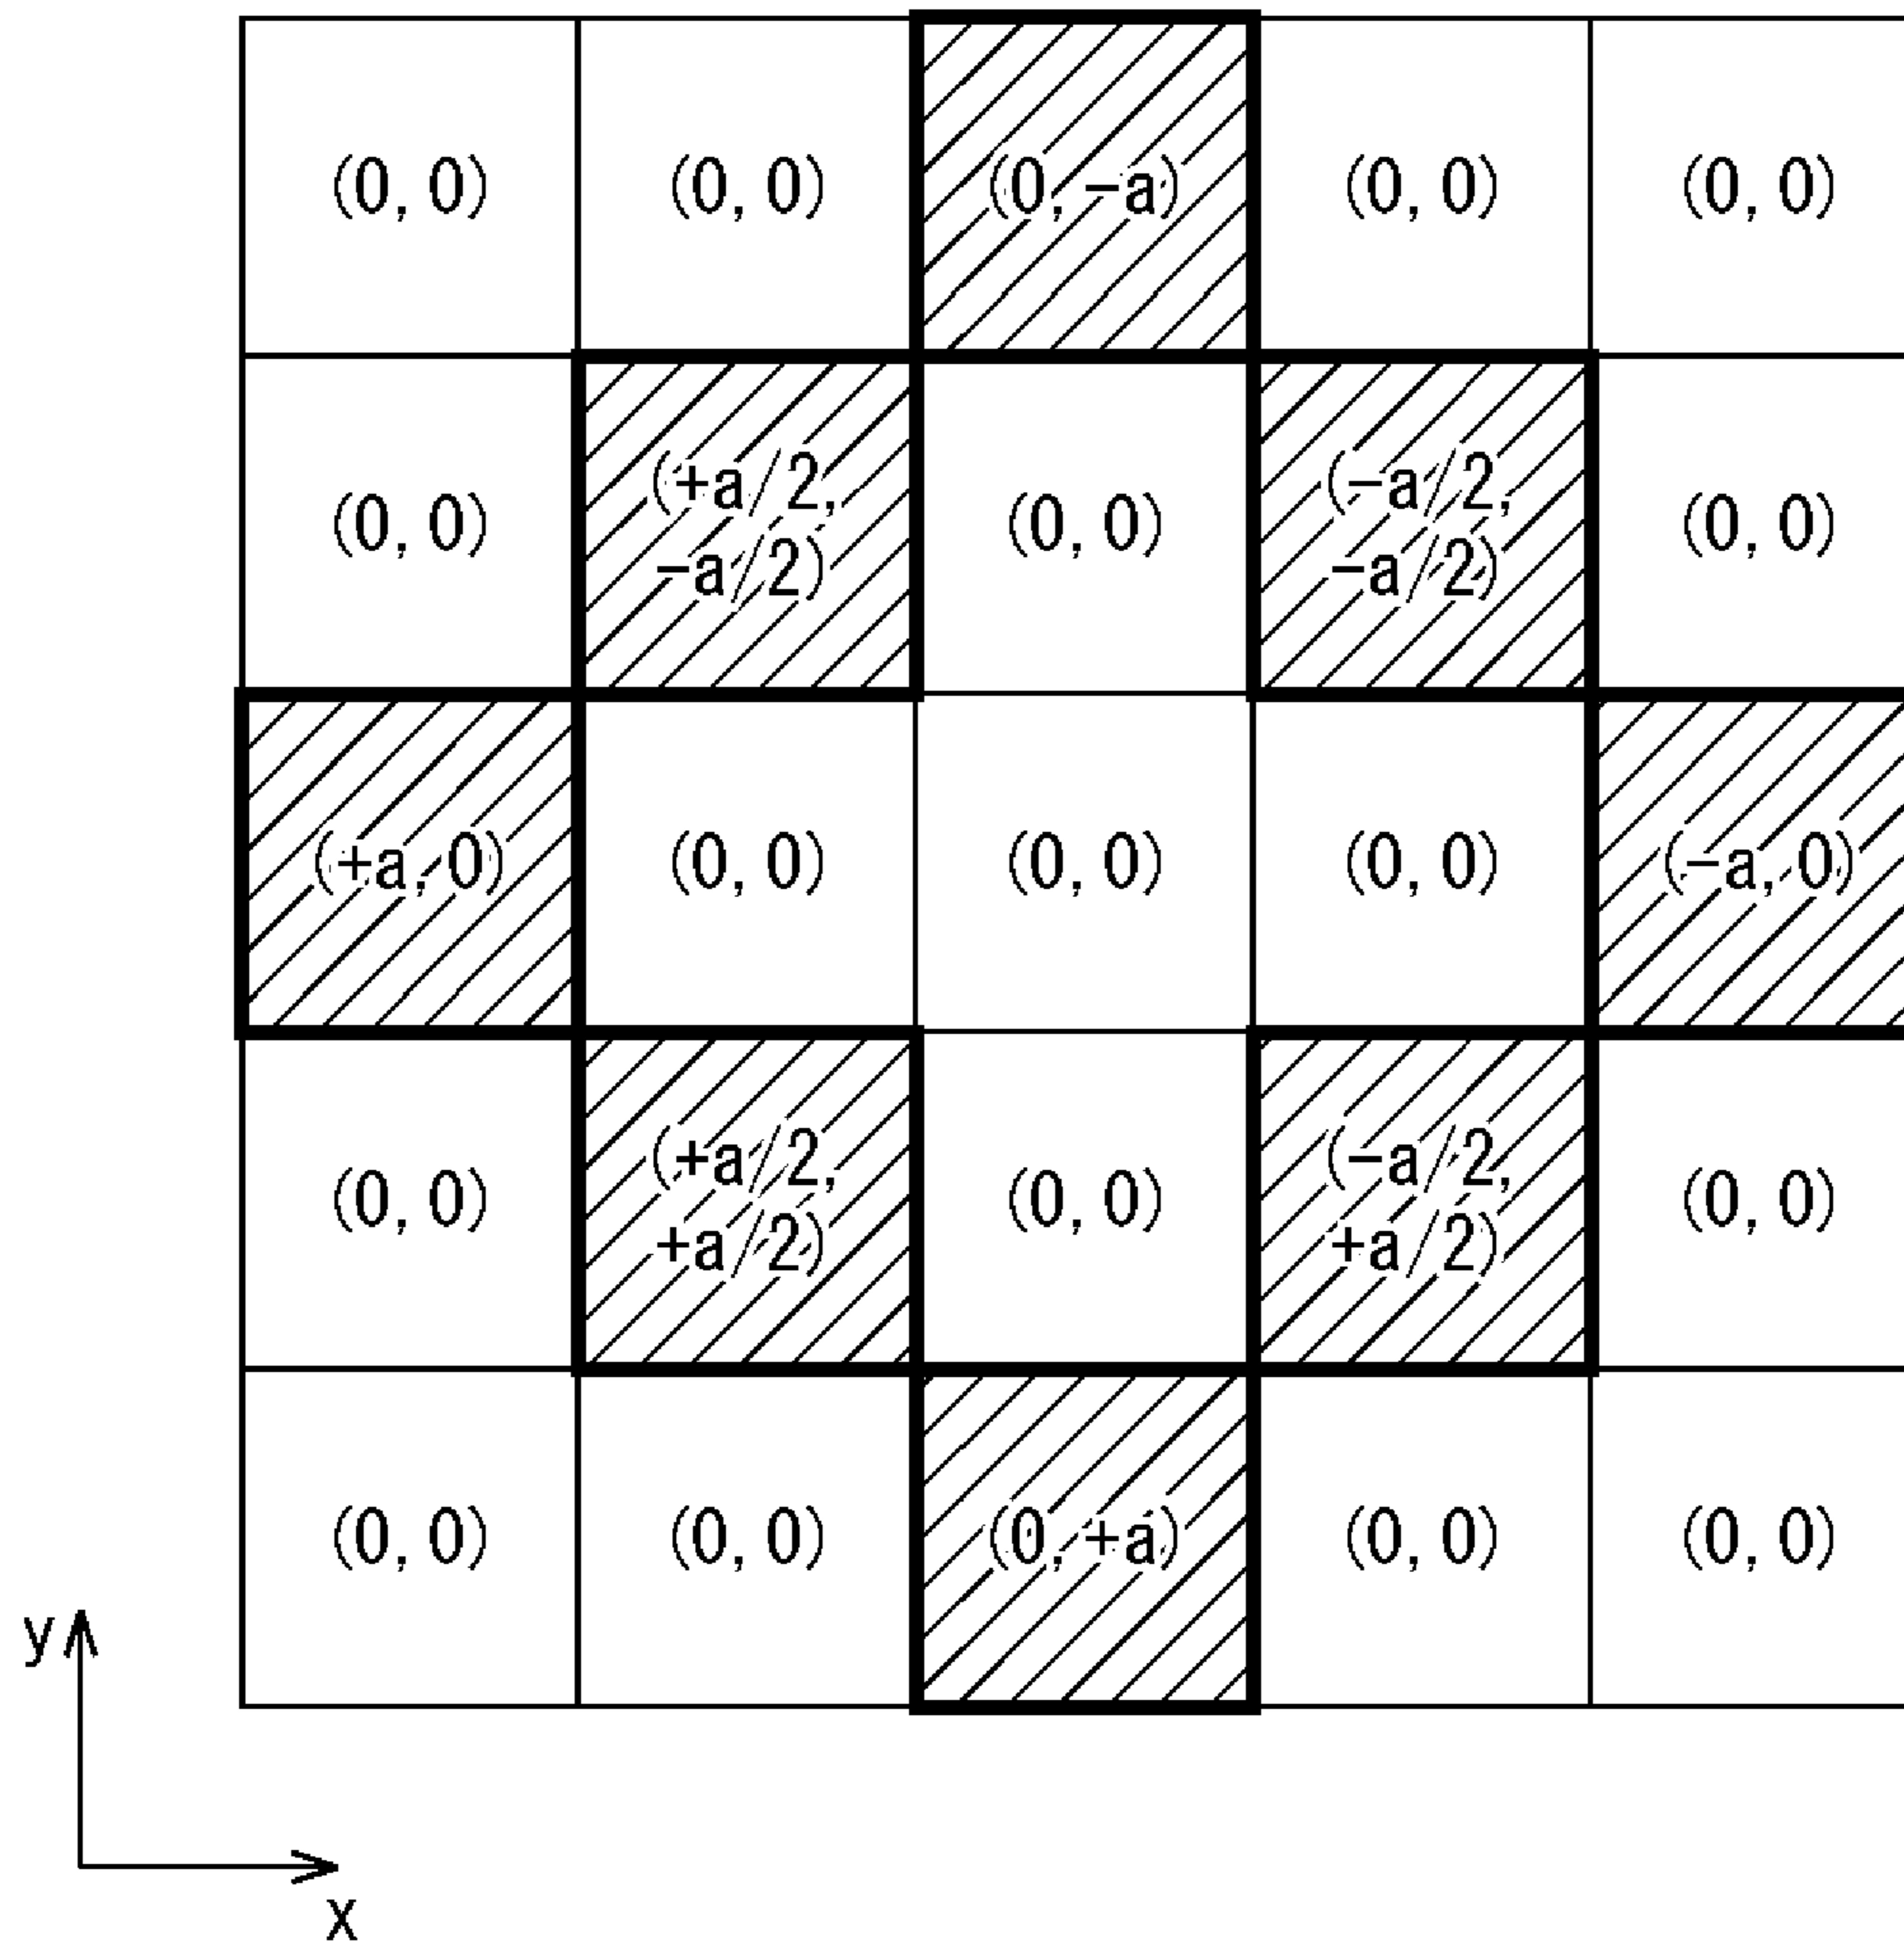 (0, 0) (0, 0) (0, -a) (0, 0) (0, 0)
(0, 0) (+a/2, -a/2) (0, 0) (-a/2, -a/2) (0, 0)
(+a, 0) (0, 0) (0, 0) (0, 0) (-a, 0)
(0, 0) (+a/2, +a/2) (0, 0) (-a/2, +a/2) (0, 0)
(0, 0) (0, 0) (0, +a) (0, 0) (0, 0)
y
x